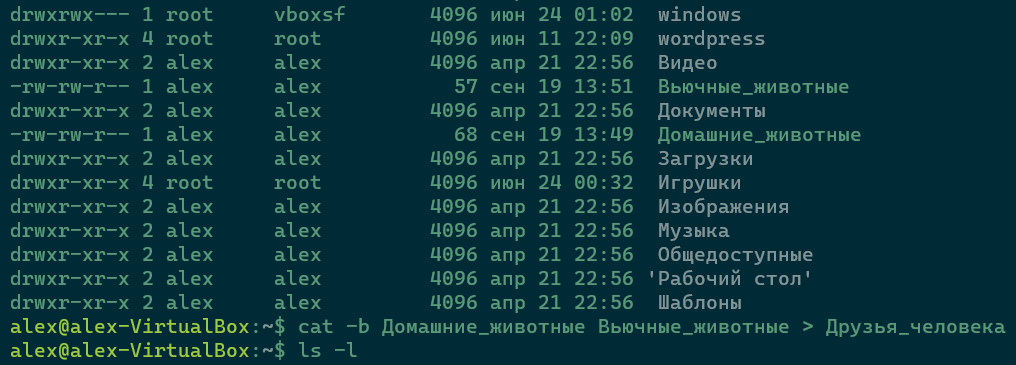 drwxrwx--- 1 root     vboxsf       4096 июн 24 01:02  windows
drwxr-xr-x 4 root     root         4096 июн 11 22:09  wordpress
drwxr-xr-x 2 alex     alex         4096 апр 21 22:56  Видео
-rw-rw-r-- 1 alex     alex           57 сен 19 13:51  Вьючные_животные
drwxr-xr-x 2 alex     alex         4096 апр 21 22:56  Документы
-rw-rw-r-- 1 alex     alex           68 сен 19 13:49  Домашние_животные
drwxr-xr-x 2 alex     alex         4096 апр 21 22:56  Загрузки
drwxr-xr-x 4 root     root         4096 июн 24 00:32  Игрушки
drwxr-xr-x 2 alex     alex         4096 апр 21 22:56  Изображения
drwxr-xr-x 2 alex     alex         4096 апр 21 22:56  Музыка
drwxr-xr-x 2 alex     alex         4096 апр 21 22:56  Общедоступные
drwxr-xr-x 2 alex     alex         4096 апр 21 22:56 'Рабочий стол'
drwxr-xr-x 2 alex     alex         4096 апр 21 22:56  Шаблоны
alex@alex-VirtualBox:~$ cat -b Домашние_животные Вьючные_животные > Друзья_человека
alex@alex-VirtualBox:~$ ls -l